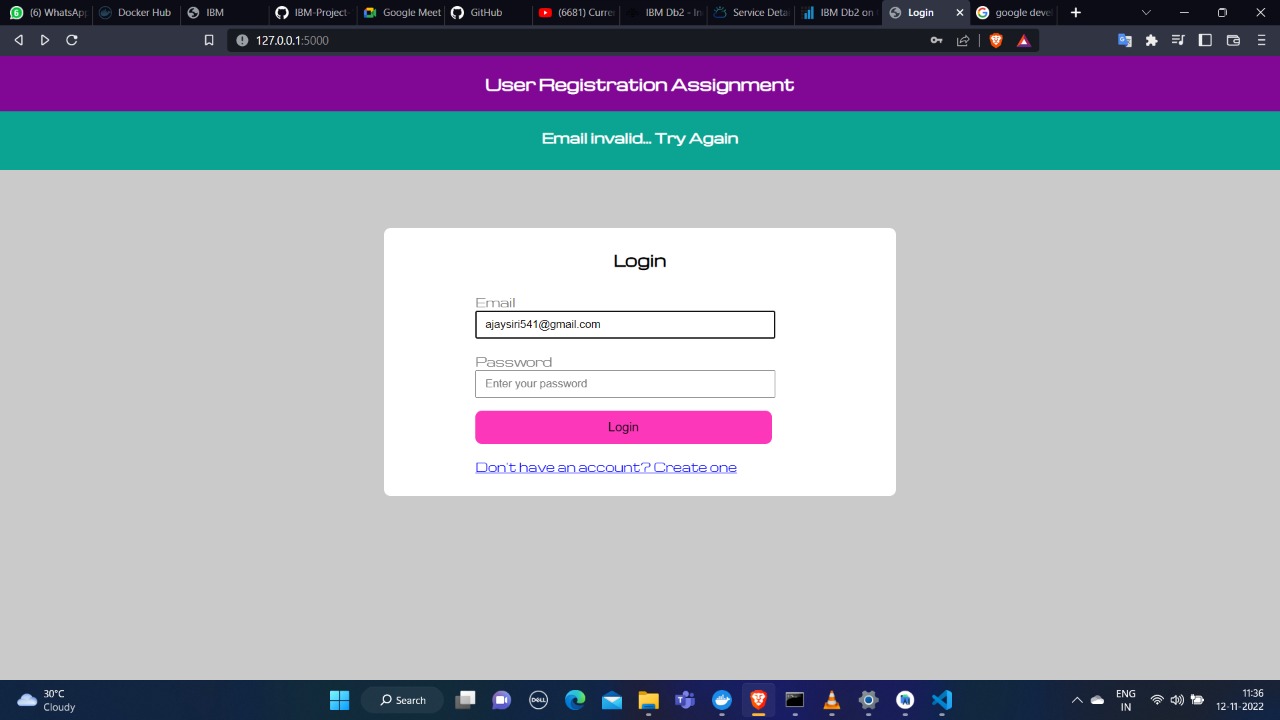 (6) WhatsApp
Docker Hub
IBM
IBM-Project
Google Meet
GitHub
(6681) Curren
IBM Db2 - In
Service Detai
IBM Db2 on
Login
google devel
127.0.0.1:5000
User Registration Assignment
Email invalid... Try Again
Login
Email
ajaysiri541@gmail.com
Password
Enter your password
Login
Don't have an account? Create one
30°C
Cloudy
Search
DELL
ENG
IN
11:36
12-11-2022